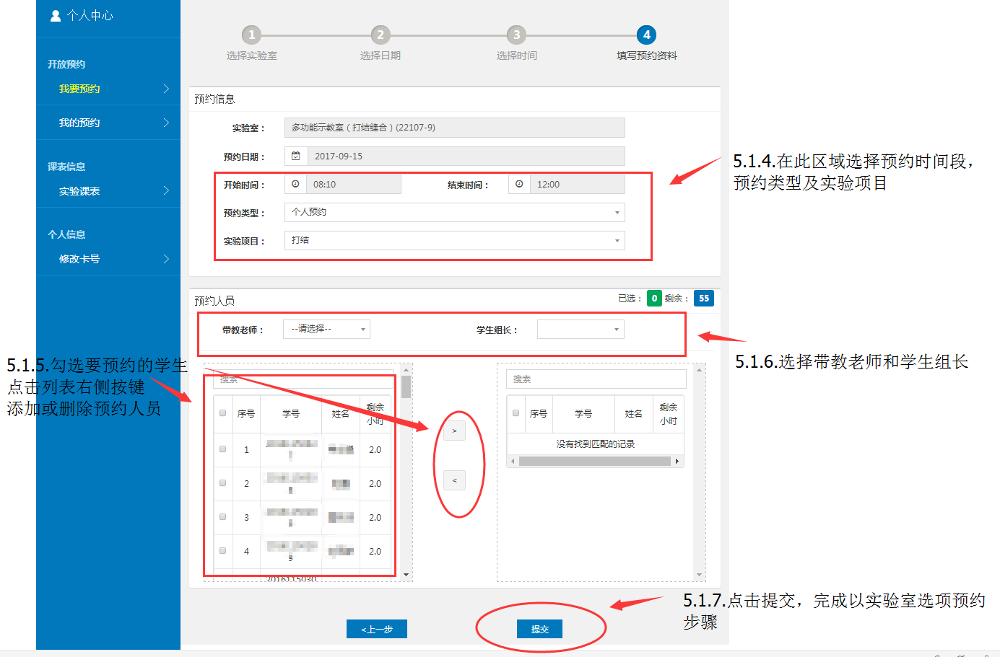 个人中心
开放预约
我要预约
我的预约
课表信息
实验课表
个人信息
修改卡号
1 2 3 4
选择实验室 选择日期 选择时间 填写预约资料
预约信息
实验室： 多功能示教室（打结缝合）(22107-9)
预约日期： 2017-09-15
开始时间： 08:10 结束时间： 12:00
预约类型： 个人预约
实验项目： 打结
5.1.4.在此区域选择预约时间段，
预约类型及实验项目
预约人员 已选： 0 剩余： 55
带教老师： --请选择-- 学生组长：
5.1.6.选择带教老师和学生组长
5.1.5.勾选要预约的学生
点击列表右侧按键
添加或删除预约人员
搜索
序号 学号 姓名 剩余
小时
1 2.0
2 2.0
3 2.0
4 2.0
2016115030
>
<
搜索
序号 学号 姓名 剩余
小时
没有找到匹配的记录
5.1.7.点击提交，完成以实验室选项预约
步骤
<上一步 提交